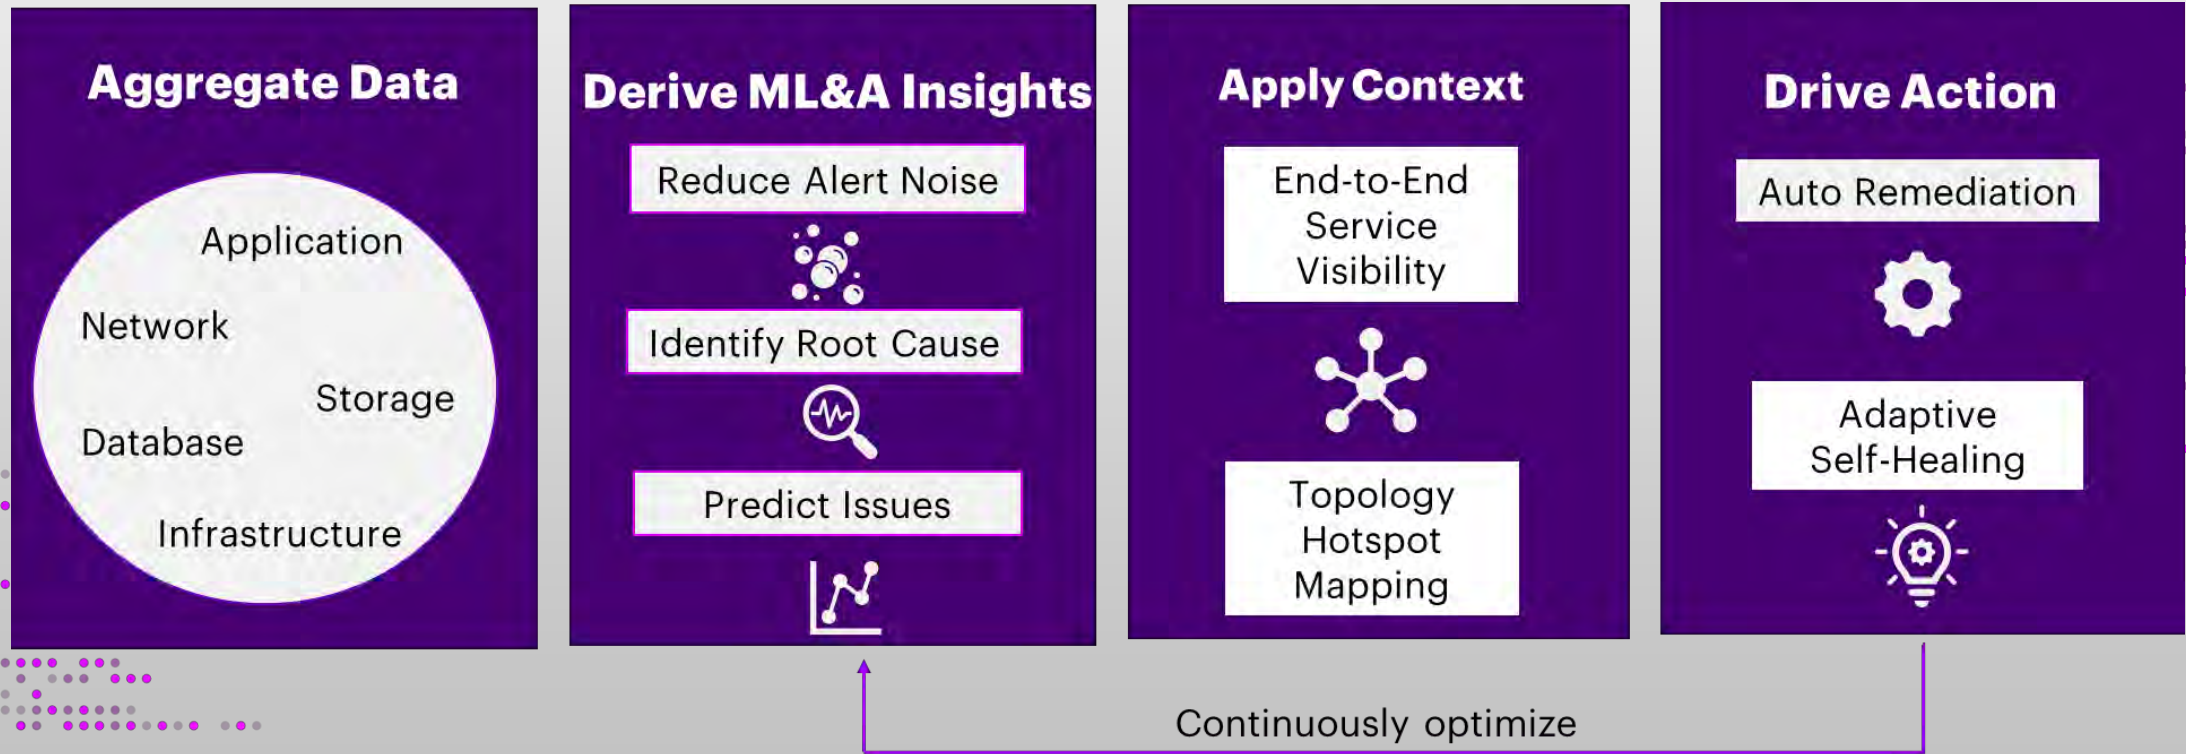 Aggregate Data
Application
Network
Storage
Database
Infrastructure
Derive ML&A Insights
Reduce Alert Noise
Identify Root Cause
Predict Issues
Apply Context
End-to-End
Service
Visibility
Topology
Hotspot
Mapping
Drive Action
Auto Remediation
Adaptive
Self-Healing
Continuously optimize